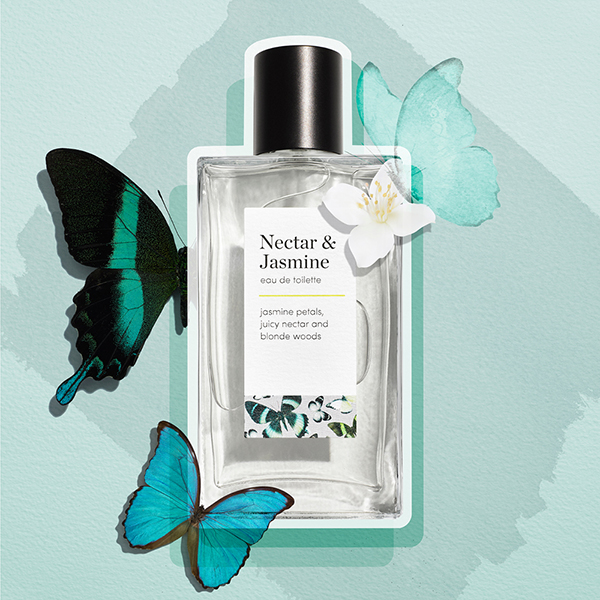 Nectar &
Jasmine
eau de toilette
jasmine petals,
juicy nectar and
blonde woods